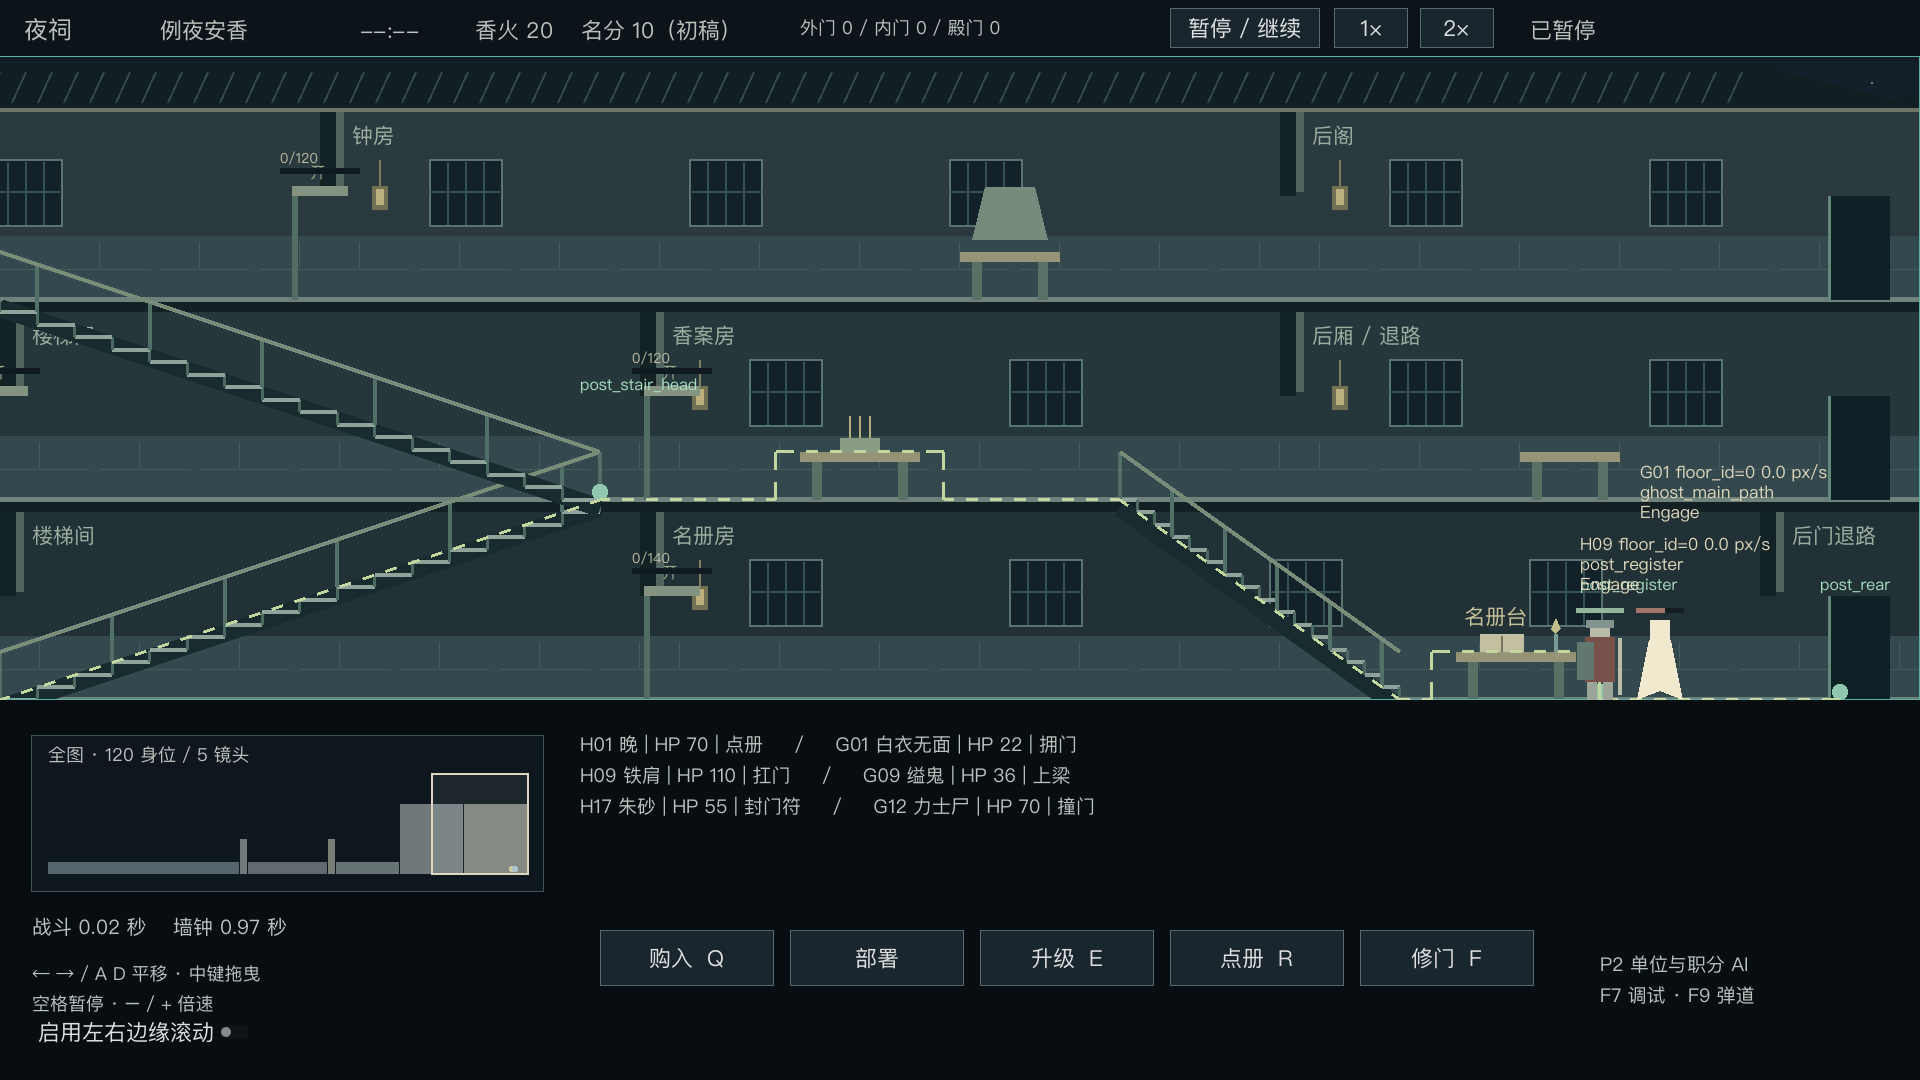 夜祠 例夜安香 --:-- 香火 20 名分 10（初稿） 外门 0 / 内门 0 / 殿门 0 暂停 / 继续 1× 2× 已暂停
钟房
后阁
0/120
开
香案房
后厢 / 退路
0/120
post_stair_head
G01 floor_id=0 0.0 px/s
ghost_main_path
Engage
楼梯间
名册房
后门退路
0/140
开
H09 floor_id=0 0.0 px/s
post_register
Engage
post_register
post_rear
名册台
全图 · 120 身位 / 5 镜头
H01 晚 | HP 70 | 点册 / G01 白衣无面 | HP 22 | 拥门
H09 铁肩 | HP 110 | 扛门 / G09 缢鬼 | HP 36 | 上梁
H17 朱砂 | HP 55 | 封门符 / G12 力士尸 | HP 70 | 撞门
战斗 0.02 秒 墙钟 0.97 秒
购入 Q 部署 升级 E 点册 R 修门 F
←→ / A D 平移 · 中键拖曳
空格暂停 · − / + 倍速
启用左右边缘滚动
P2 单位与职分 AI
F7 调试 · F9 弹道